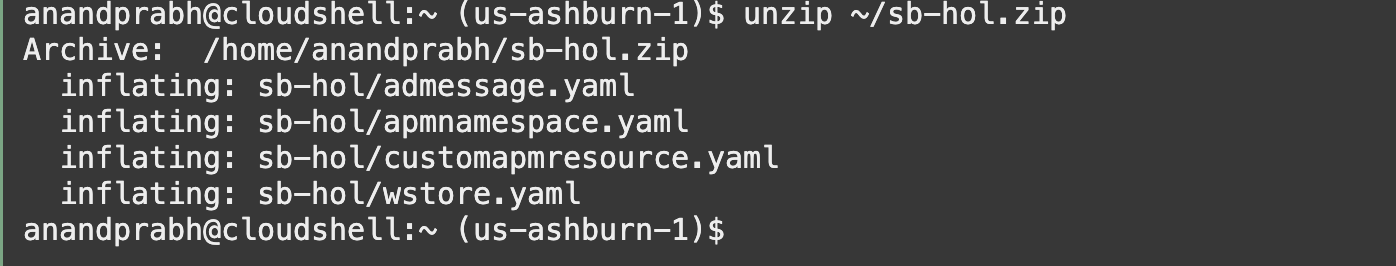 anandprabh@cloudshell:~ (us-ashburn-1)$ unzip ~/sb-hol.zip
Archive:  /home/anandprabh/sb-hol.zip
  inflating: sb-hol/admessage.yaml
  inflating: sb-hol/apmnamespace.yaml
  inflating: sb-hol/customapmresource.yaml
  inflating: sb-hol/wstore.yaml
anandprabh@cloudshell:~ (us-ashburn-1)$